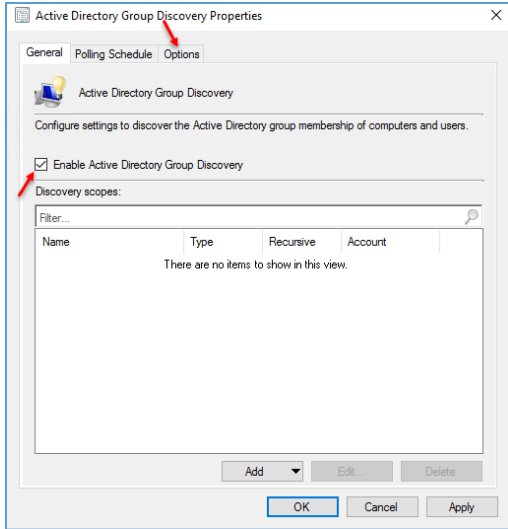 Active Directory Group Discovery Properties
General Polling Schedule Options
Active Directory Group Discovery
Configure settings to discover the Active Directory group membership of computers and users.
Enable Active Directory Group Discovery
Discovery scopes:
Filter...
Name Type Recursive Account
There are no items to show in this view.
Add Edit... Delete
OK Cancel Apply